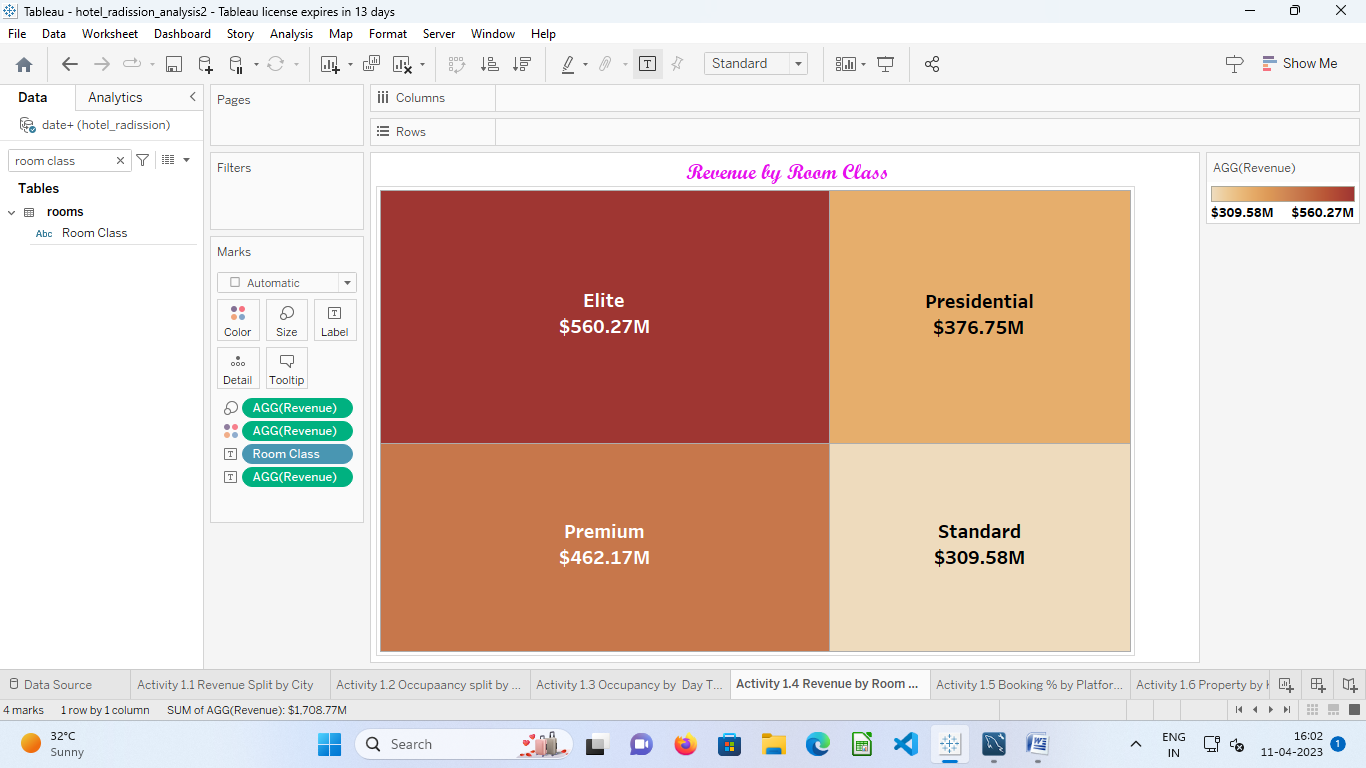 Tableau - hotel_radission_analysis2 - Tableau license expires in 13 days
File Data Worksheet Dashboard Story Analysis Map Format Server Window Help
Standard
Show Me
Data Analytics
date+ (hotel_radission)
room class
Tables
rooms
Abc Room Class
Pages
Filters
Marks
Automatic
Color Size Label
Detail Tooltip
AGG(Revenue)
AGG(Revenue)
Room Class
AGG(Revenue)
Columns
Rows
Revenue by Room Class
Elite
$560.27M
Presidential
$376.75M
Premium
$462.17M
Standard
$309.58M
AGG(Revenue)
$309.58M $560.27M
Data Source Activity 1.1 Revenue Split by City Activity 1.2 Occupaancy split by ... Activity 1.3 Occupancy by Day T... Activity 1.4 Revenue by Room ... Activity 1.5 Booking % by Platfor... Activity 1.6 Property by
4 marks 1 row by 1 column SUM of AGG(Revenue): $1,708.77M
32°C
Sunny
Search
ENG
IN
16:02
11-04-2023
1